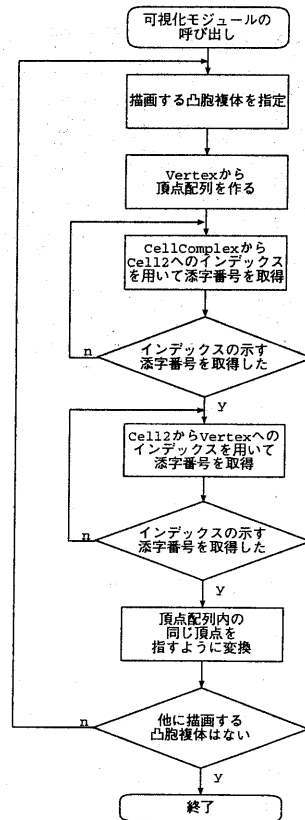 可視化モジュールの
呼び出し
描画する凸胞複体を指定
Vertexから
頂点配列を作る
CellComplexから
Cell2へのインデックス
を用いて添字番号を取得
n
インデックスの示す
添字番号を取得した
y
Cell2からVertexへの
インデックスを用いて
添字番号を取得
n
インデックスの示す
添字番号を取得した
y
頂点配列内の
同じ頂点を
指すように変換
n
他に描画する
凸胞複体はない
y
終了